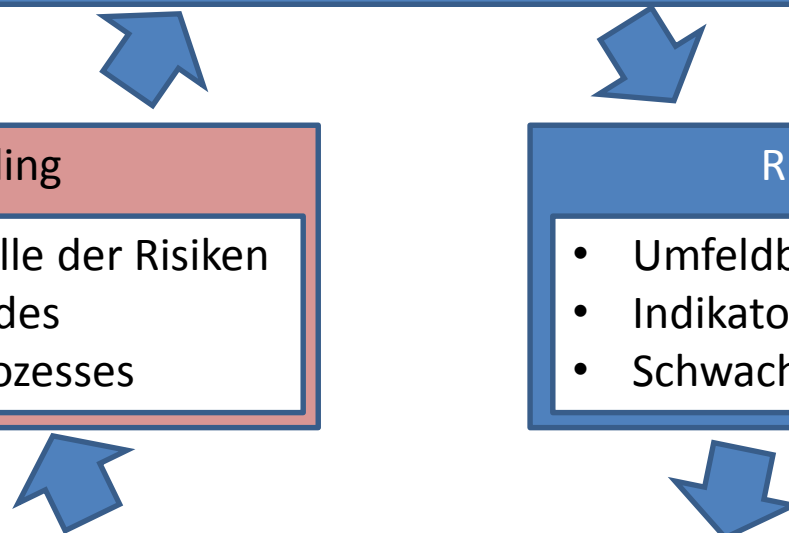 ling
lle der Risiken
des
ozesses
R
Umfeldb
Indikato
Schwach